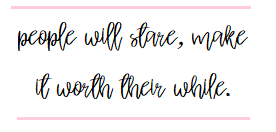 people will stare, make
it worth their while.